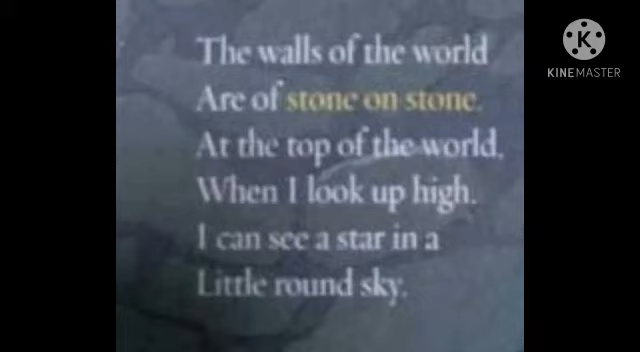 The walls of the world
Are of stone on stone.
At the top of the world,
When I look up high.
I can see a star in a
Little round sky.
KINEMASTER